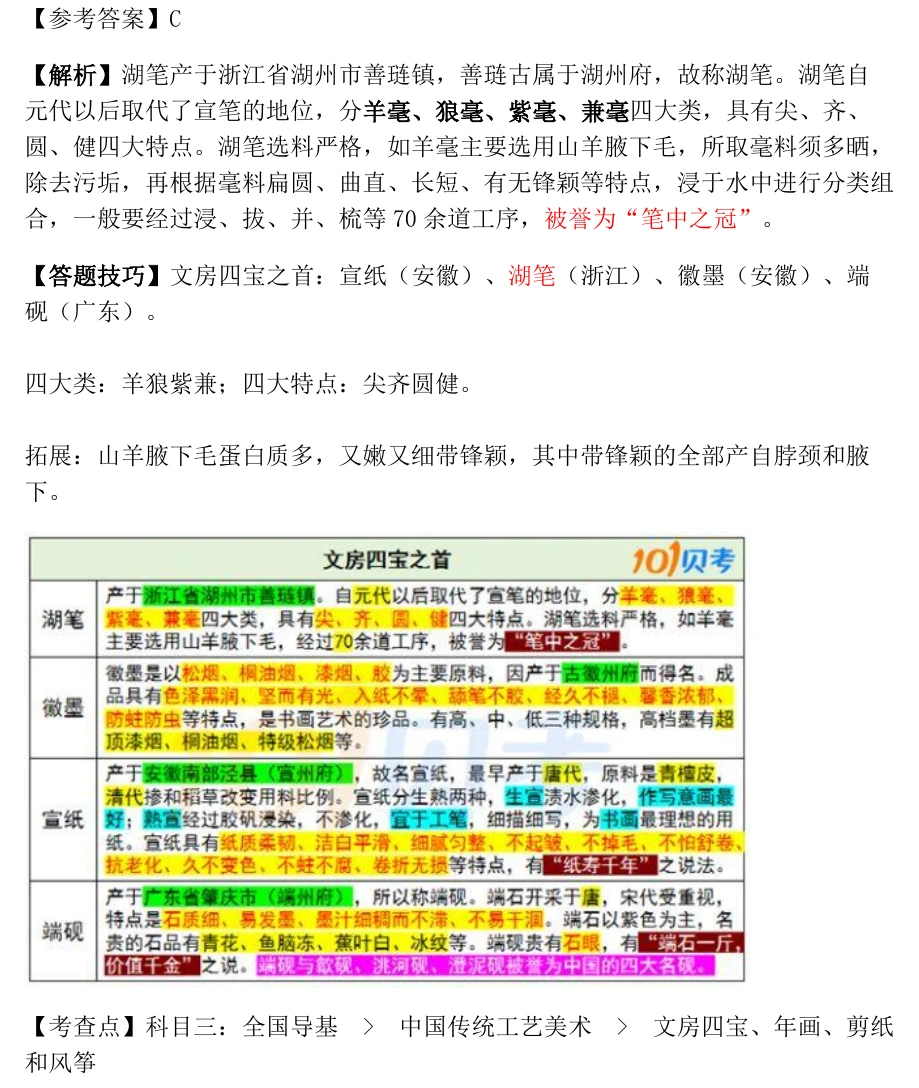 【参考答案】C
【解析】湖笔产于浙江省湖州市善琏镇，善琏古属于湖州府，故称湖笔。湖笔自
元代以后取代了宣笔的地位，分羊毫、狼毫、紫毫、兼毫四大类，具有尖、齐、
圆、健四大特点。湖笔选料严格，如羊毫主要选用山羊腋下毛，所取毫料须多晒，
除去污垢，再根据毫料扁圆、曲直、长短、有无锋颖等特点，浸于水中进行分类组
合，一般要经过浸、拔、并、梳等 70 余道工序，被誉为“笔中之冠”。
【答题技巧】文房四宝之首：宣纸（安徽）、湖笔（浙江）、徽墨（安徽）、端
砚（广东）。
四大类：羊狼紫兼；四大特点：尖齐圆健。
拓展：山羊腋下毛蛋白质多，又嫩又细带锋颖，其中带锋颖的全部产自脖颈和腋
下。
文房四宝之首
101贝考
湖笔
产于浙江省湖州市善琏镇。自元代以后取代了宣笔的地位，分羊毫、狼毫、
紫毫、兼毫四大类，具有尖、齐、圆、健四大特点。湖笔选料严格，如羊毫
主要选用山羊腋下毛，经过70余道工序，被誉为“笔中之冠”。
徽墨
徽墨是以松烟、桐油烟、漆烟、胶为主要原料，因产于古徽州府而得名。成
品具有色泽黑润、坚而有光、入纸不晕、舔笔不胶、经久不褪、馨香浓郁、
防蛀防虫等特点，是书画艺术的珍品。有高、中、低三种规格，高档墨有超
顶漆烟、桐油烟、特级松烟等。
宣纸
产于安徽南部泾县（宣州府），故名宣纸，最早产于唐代，原料是青檀皮，
清代掺和稻草改变用料比例。宣纸分生熟两种，生宣渍水渗化，作写意画最
好；熟宣经过胶矾浸染，不渗化，宜于工笔，细描细写，为书画最理想的用
纸。宣纸具有纸质柔韧、洁白平滑、细腻匀整、不起皱、不掉毛、不怕舒卷、
抗老化、久不变色、不蛀不腐、卷折无损等特点，有“纸寿千年”之说法。
端砚
产于广东省肇庆市（端州府），所以称端砚。端石开采于唐，宋代受重视，
特点是石质细、易发墨、墨汁细稠而不滞、不易干涸。端石以紫色为主，名
贵的石品有青花、鱼脑冻、蕉叶白、冰纹等。端砚贵有石眼，有“端石一斤，
价值千金”之说。端砚与歙砚、洮河砚、澄泥砚被誉为中国的四大名砚。
【考查点】科目三：全国导基 > 中国传统工艺美术 > 文房四宝、年画、剪纸
和风筝